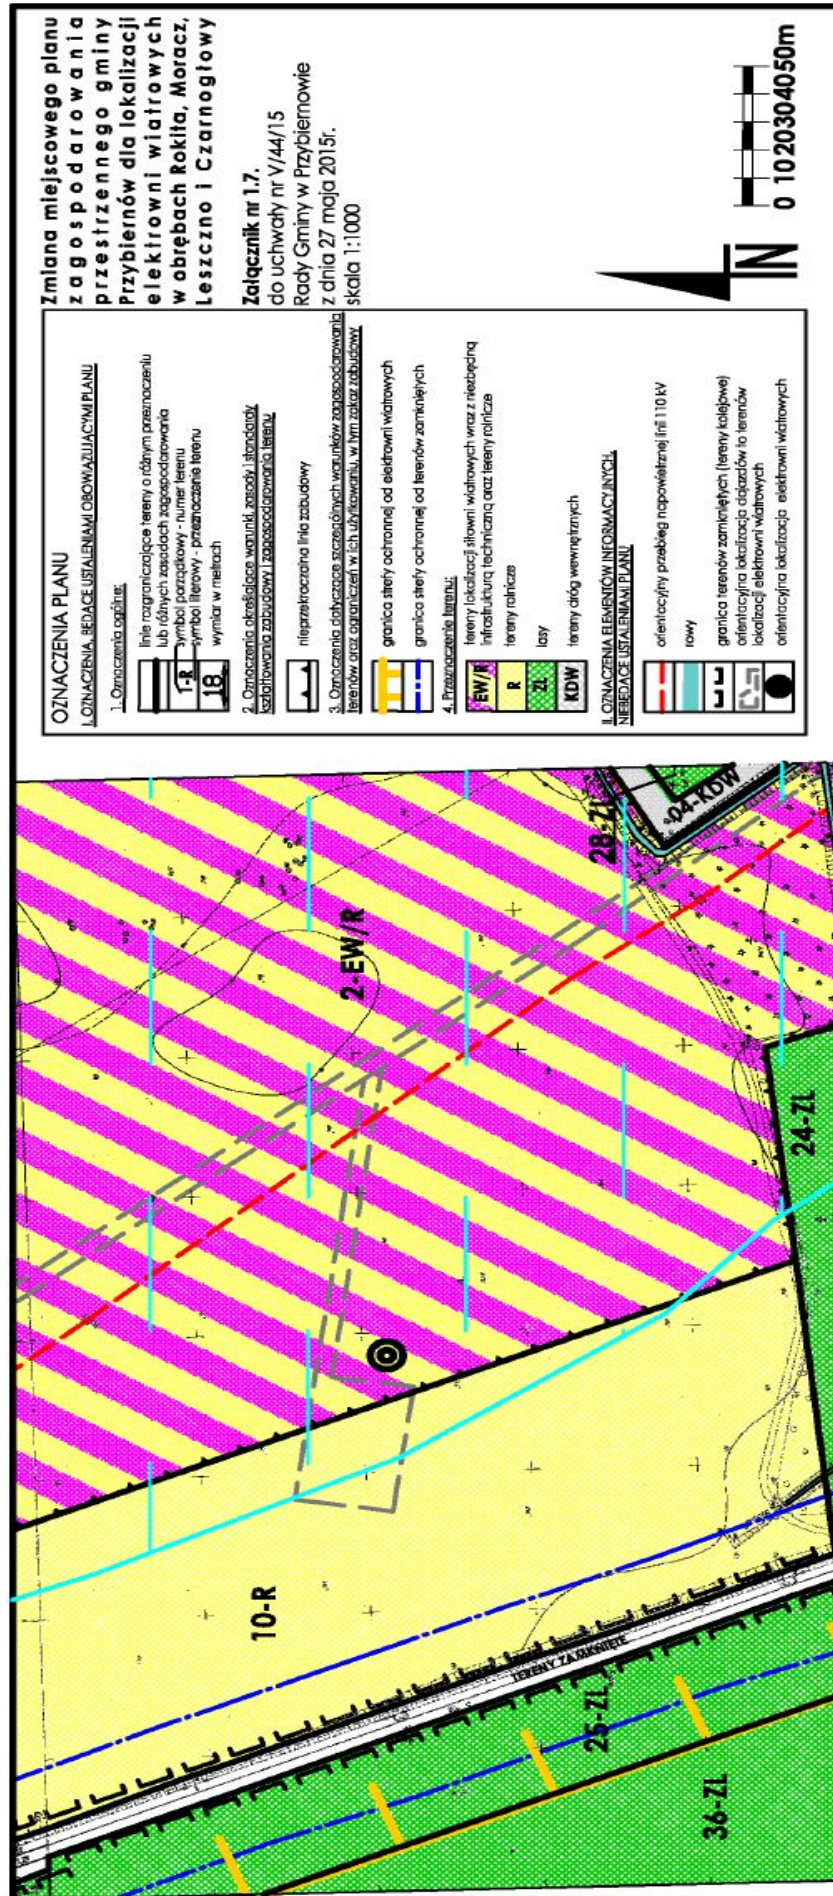 Zmiana miejscowego planu
zagospodarowania
przestrzennego gminy
Przybiernów dla lokalizacji
elektrowni wiatrowych
w obrębach Rokita, Moracz,
Leszczno i Czarnogłowy
Załącznik nr 1.7.
do uchwały nr V/44/15
Rady Gminy w Przybiernowie
z dnia 27 maja 2015r.
skala 1:1000
N
0 1020304050m
OZNACZENIA PLANU
I. OZNACZENIA, BĘDĄCE USTALENIAMI OBOWIĄZUJĄCYMI PLANU
1. Oznaczenia ogólne:
linie rozgraniczające tereny o różnym przeznaczeniu
lub różnych zasadach zagospodarowania
1-R
symbol porządkowy - numer terenu
symbol literowy - przeznaczenie terenu
18
wymiar w metrach
2. Oznaczenia określające warunki, zasady i standardy
kształtowania zabudowy i zagospodarowania terenu
nieprzekraczalna linia zabudowy
3. Oznaczenia dotyczące szczególnych warunków zagospodarowania
terenów oraz ograniczeń w ich użytkowaniu, w tym zakaz zabudowy
granica strefy ochronnej od elektrowni wiatrowych
granica strefy ochronnej od terenów zamkniętych
4. Przeznaczenie terenu:
EW/R
tereny lokalizacji siłowni wiatrowych wraz z niezbędną
infrastrukturą techniczną oraz tereny rolnicze
R
tereny rolnicze
ZL
lasy
KDW
tereny dróg wewnętrznych
II. OZNACZENIA ELEMENTÓW INFORMACYJNYCH,
NIEBĘDĄCE USTALENIAMI PLANU
orientacyjny przebieg napowietrznej linii 110 kV
rowy
granica terenów zamkniętych (tereny kolejowe)
orientacyjna lokalizacja dojazdów to terenów
lokalizacji elektrowni wiatrowych
orientacyjna lokalizacja elektrowni wiatrowych
2-EW/R
28-ZL
04-KDW
24-ZL
10-R
TERENY ZAMKNIĘTE
25-ZL
36-ZL